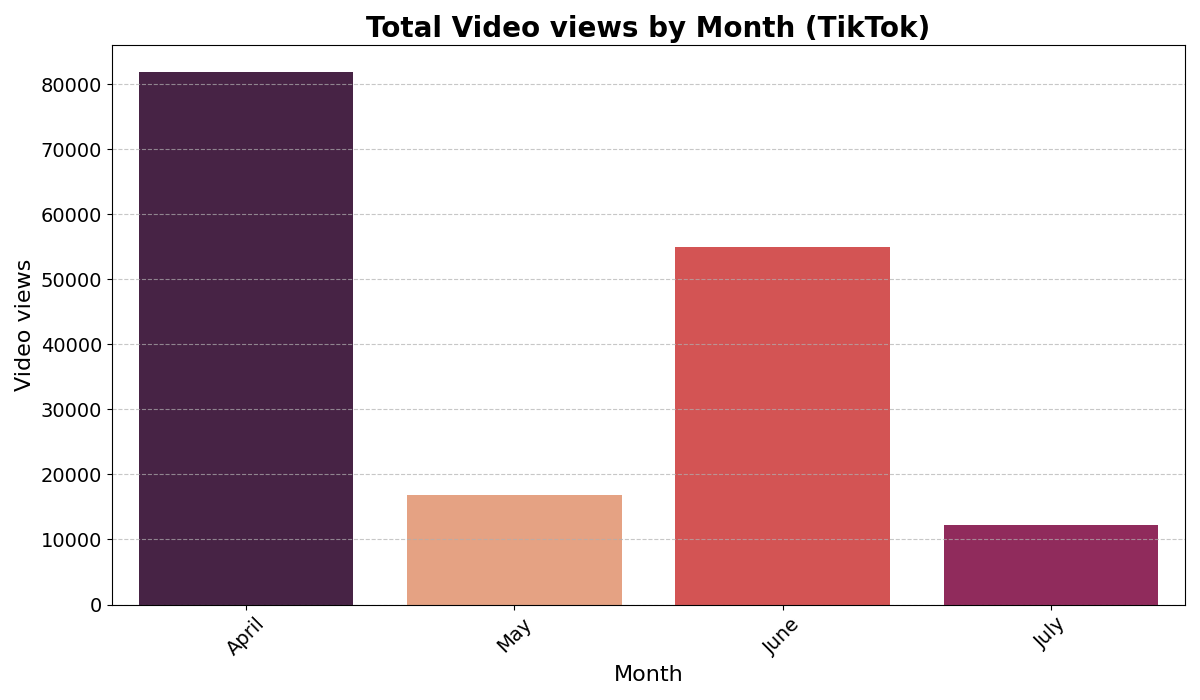 Total Video views by Month (TikTok)
Video views
80000
70000
60000
50000
40000
30000
20000
10000
0
April
May
June
July
Month